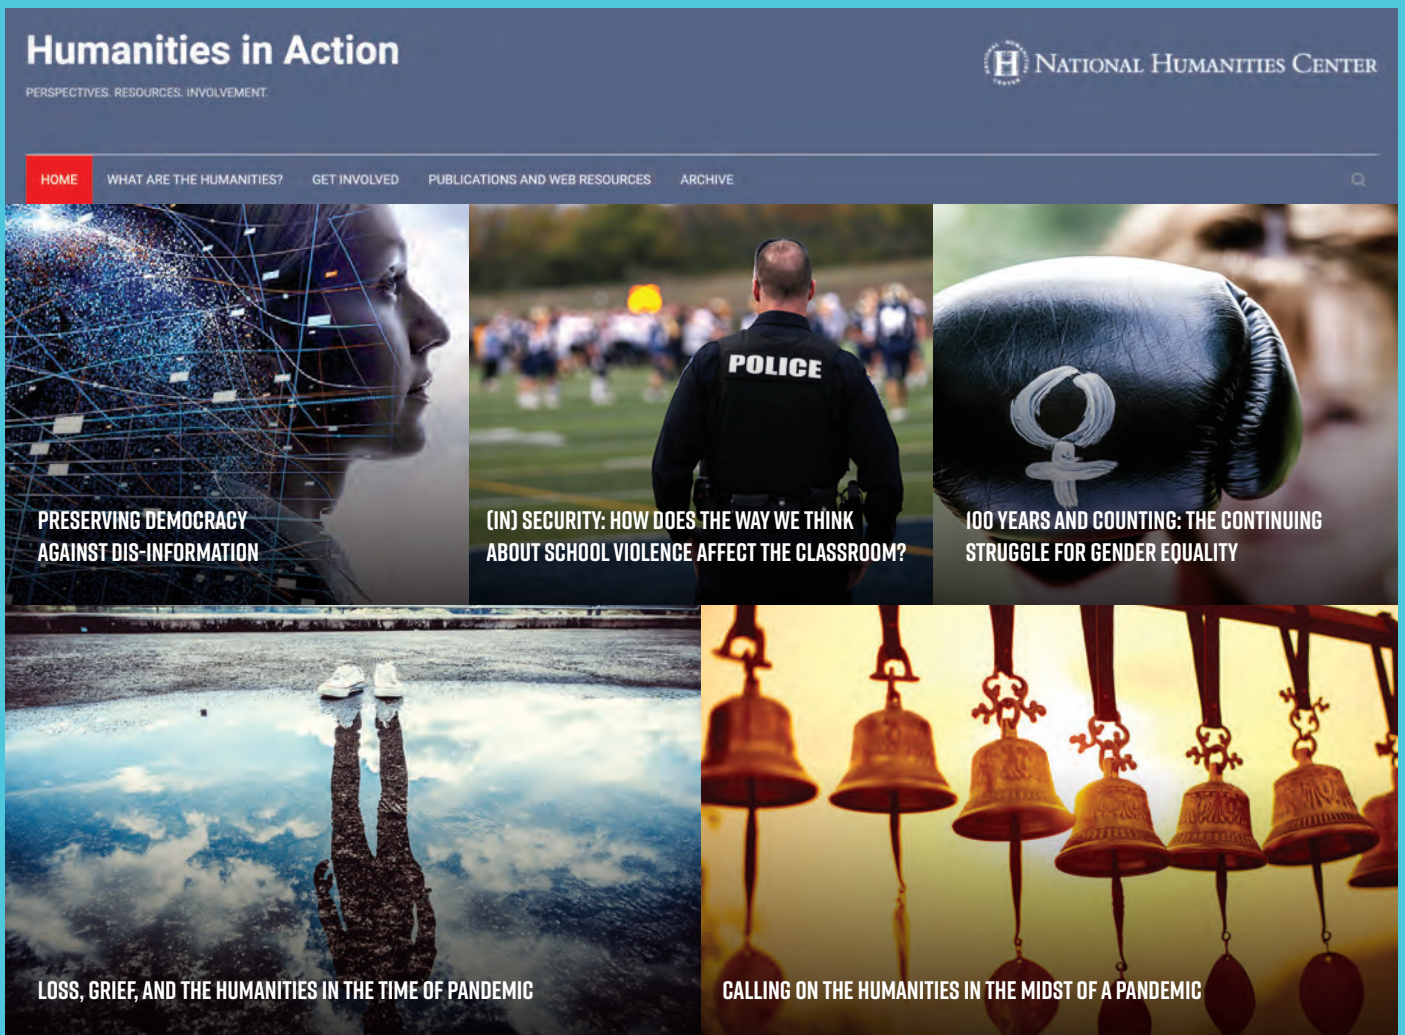 Humanities in Action
NATIONAL HUMANITIES CENTER
PERSPECTIVES. RESOURCES. INVOLVEMENT.
HOME WHAT ARE THE HUMANITIES? GET INVOLVED PUBLICATIONS AND WEB RESOURCES ARCHIVE
POLICE
PRESERVING DEMOCRACY
AGAINST DIS-INFORMATION
(IN) SECURITY: HOW DOES THE WAY WE THINK
ABOUT SCHOOL VIOLENCE AFFECT THE CLASSROOM?
100 YEARS AND COUNTING: THE CONTINUING
STRUGGLE FOR GENDER EQUALITY
LOSS, GRIEF, AND THE HUMANITIES IN THE TIME OF PANDEMIC
CALLING ON THE HUMANITIES IN THE MIDST OF A PANDEMIC